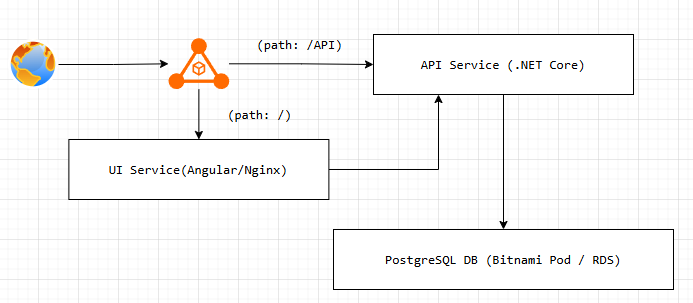 (path: /API)
API Service (.NET Core)
(path: /)
UI Service(Angular/Nginx)
PostgreSQL DB (Bitnami Pod / RDS)